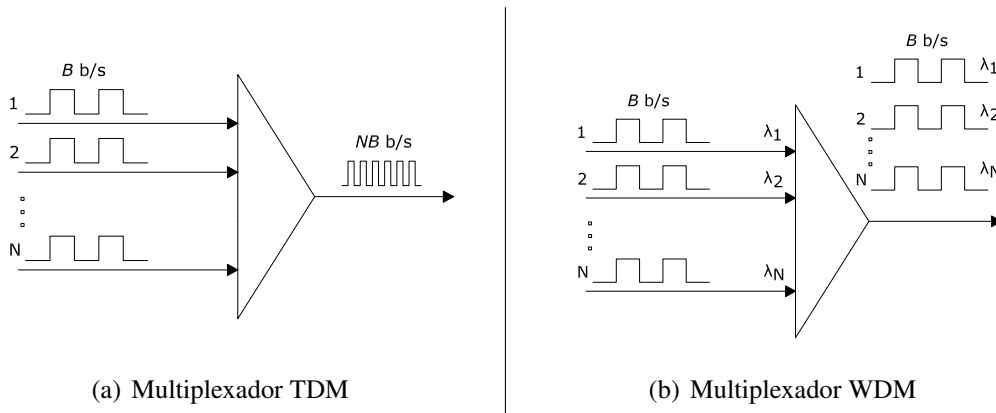 B b/s
1
2
N
NB b/s
(a) Multiplexador TDM
B b/s
1 λ1
2 λ2
N λN
B b/s
1 λ1
2 λ2
N λN
(b) Multiplexador WDM